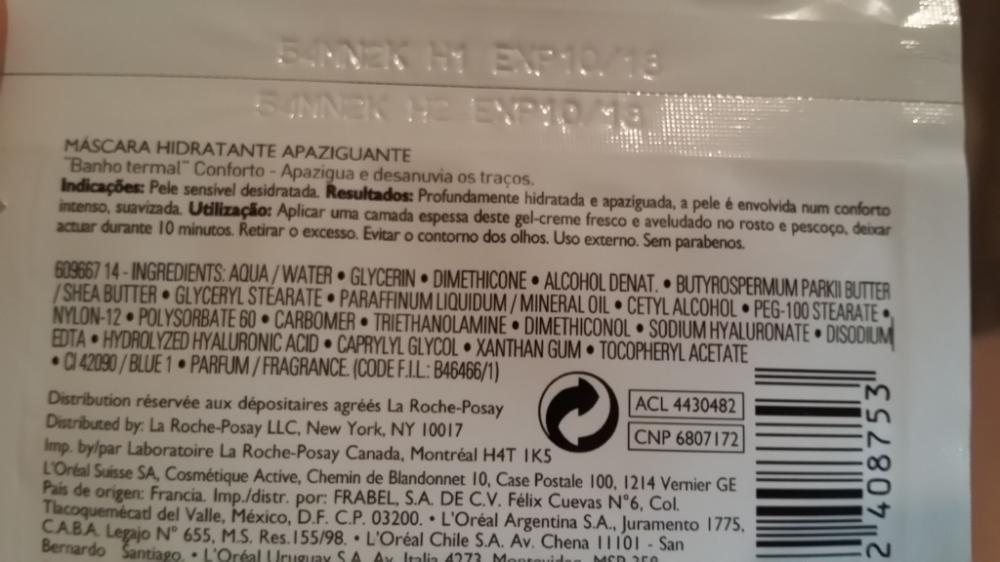 54NN2K H1 EXP10/18
54NN2K H2 EXP10/18
MÁSCARA HIDRATANTE APAZIGUANTE
"Banho termal" Conforto - Apazigua e desanuvia os traços.
Indicações: Pele sensível desidratada. Resultados: Profundamente hidratada e apaziguada, a pele é envolvida num conforto
intenso, suavizada. Utilização: Aplicar uma camada espessa deste gel-creme fresco e aveludado no rosto e pescoço, deixar
actuar durante 10 minutos. Retirar o excesso. Evitar o contorno dos olhos. Uso externo. Sem parabenos.
609667 14 - INGREDIENTS: AQUA / WATER • GLYCERIN • DIMETHICONE • ALCOHOL DENAT. • BUTYROSPERMUM PARKII BUTTER
/ SHEA BUTTER • GLYCERYL STEARATE • PARAFFINUM LIQUIDUM / MINERAL OIL • CETYL ALCOHOL • PEG-100 STEARATE •
NYLON-12 • POLYSORBATE 60 • CARBOMER • TRIETHANOLAMINE • DIMETHICONOL • SODIUM HYALURONATE • DISODIUM
EDTA • HYDROLYZED HYALURONIC ACID • CAPRYLYL GLYCOL • XANTHAN GUM • TOCOPHERYL ACETATE
• CI 42090 / BLUE 1 • PARFUM / FRAGRANCE. (CODE F.I.L.: B46466/1)
Distribution réservée aux dépositaires agréés La Roche-Posay
Distributed by: La Roche-Posay LLC, New York, NY 10017
Imp. by/par Laboratoire La Roche-Posay Canada, Montréal H4T 1K5
ACL 4430482
CNP 6807172
L'Oréal Suisse SA, Cosmétique Active, Chemin de Blandonnet 10, Case Postale 100, 1214 Vernier GE
País de origen: Francia. Imp./distr. por: FRABEL, S.A. DE C.V. Félix Cuevas N°6, Col.
Tlacoquemécatl del Valle, México, D.F. C.P. 03200. • L'Oréal Argentina S.A., Juramento 1775,
C.A.B.A. Legajo N° 655, M.S. Res.155/98. • L'Oréal Chile S.A. Av. Chena 11101 - San
Bernardo Santiago. • L'Oréal Uruguay S.A. Av. Italia 4273 Montevideo
2 408753